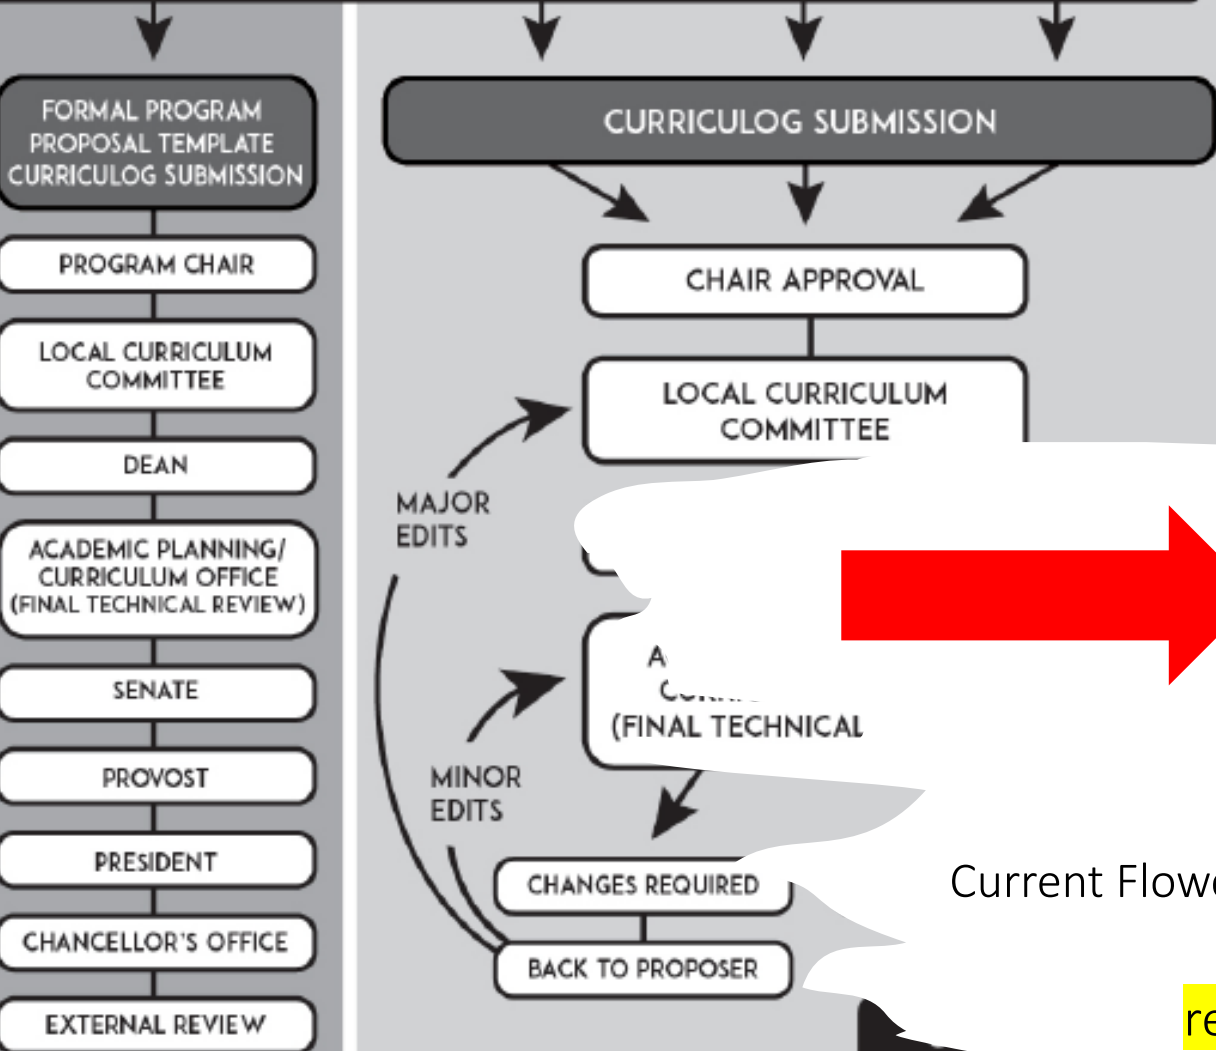 FORMAL PROGRAM
PROPOSAL TEMPLATE
CURRICULOG SUBMISSION
PROGRAM CHAIR
LOCAL CURRICULUM
COMMITTEE
DEAN
ACADEMIC PLANNING/
CURRICULUM OFFICE
(FINAL TECHNICAL REVIEW)
SENATE
PROVOST
PRESIDENT
CHANCELLOR'S OFFICE
EXTERNAL REVIEW
CURRICULOG SUBMISSION
CHAIR APPROVAL
LOCAL CURRICULUM
COMMITTEE
MAJOR
EDITS
(FINAL TECHNICAL
MINOR
EDITS
CHANGES REQUIRED
BACK TO PROPOSER
Current